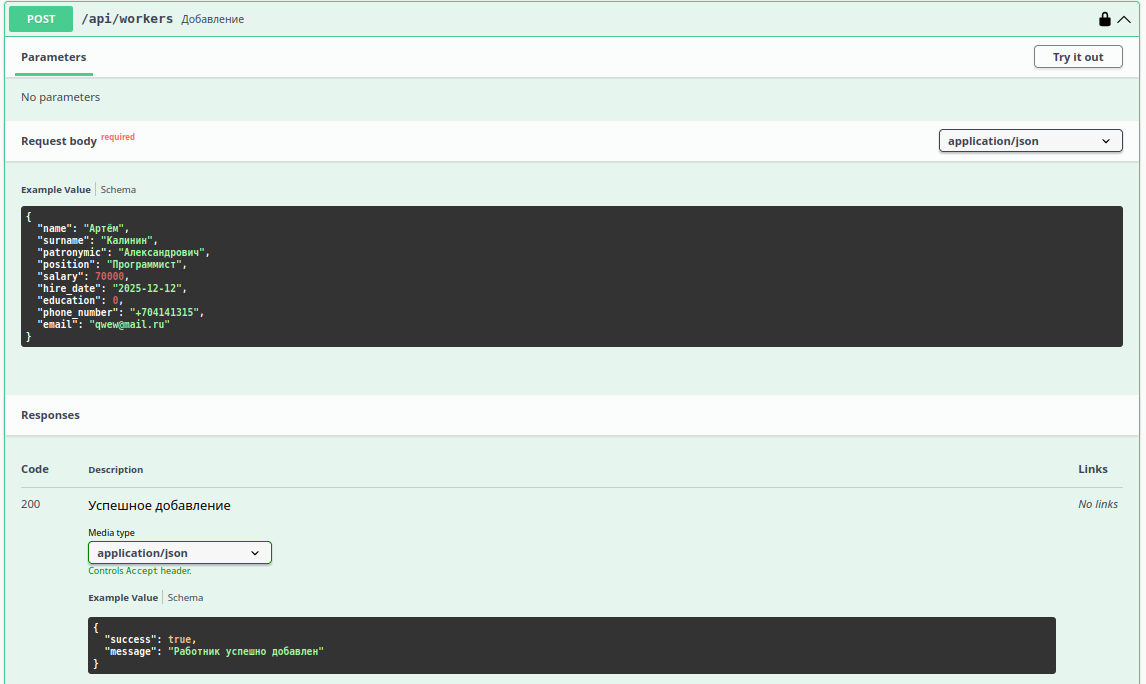 POST /api/workers Добавление
Parameters
Try it out
No parameters
Request body required
application/json
Example Value Schema
{
"name": "Артём",
"surname": "Калинин",
"patronymic": "Александрович",
"position": "Программист",
"salary": 70000,
"hire_date": "2025-12-12",
"education": 0,
"phone_number": "+704141315",
"email": "qwew@mail.ru"
}
Responses
Code Description Links
200 Успешное добавление No links
Media type
application/json
Controls Accept header.
Example Value Schema
{
"success": true,
"message": "Работник успешно добавлен"
}